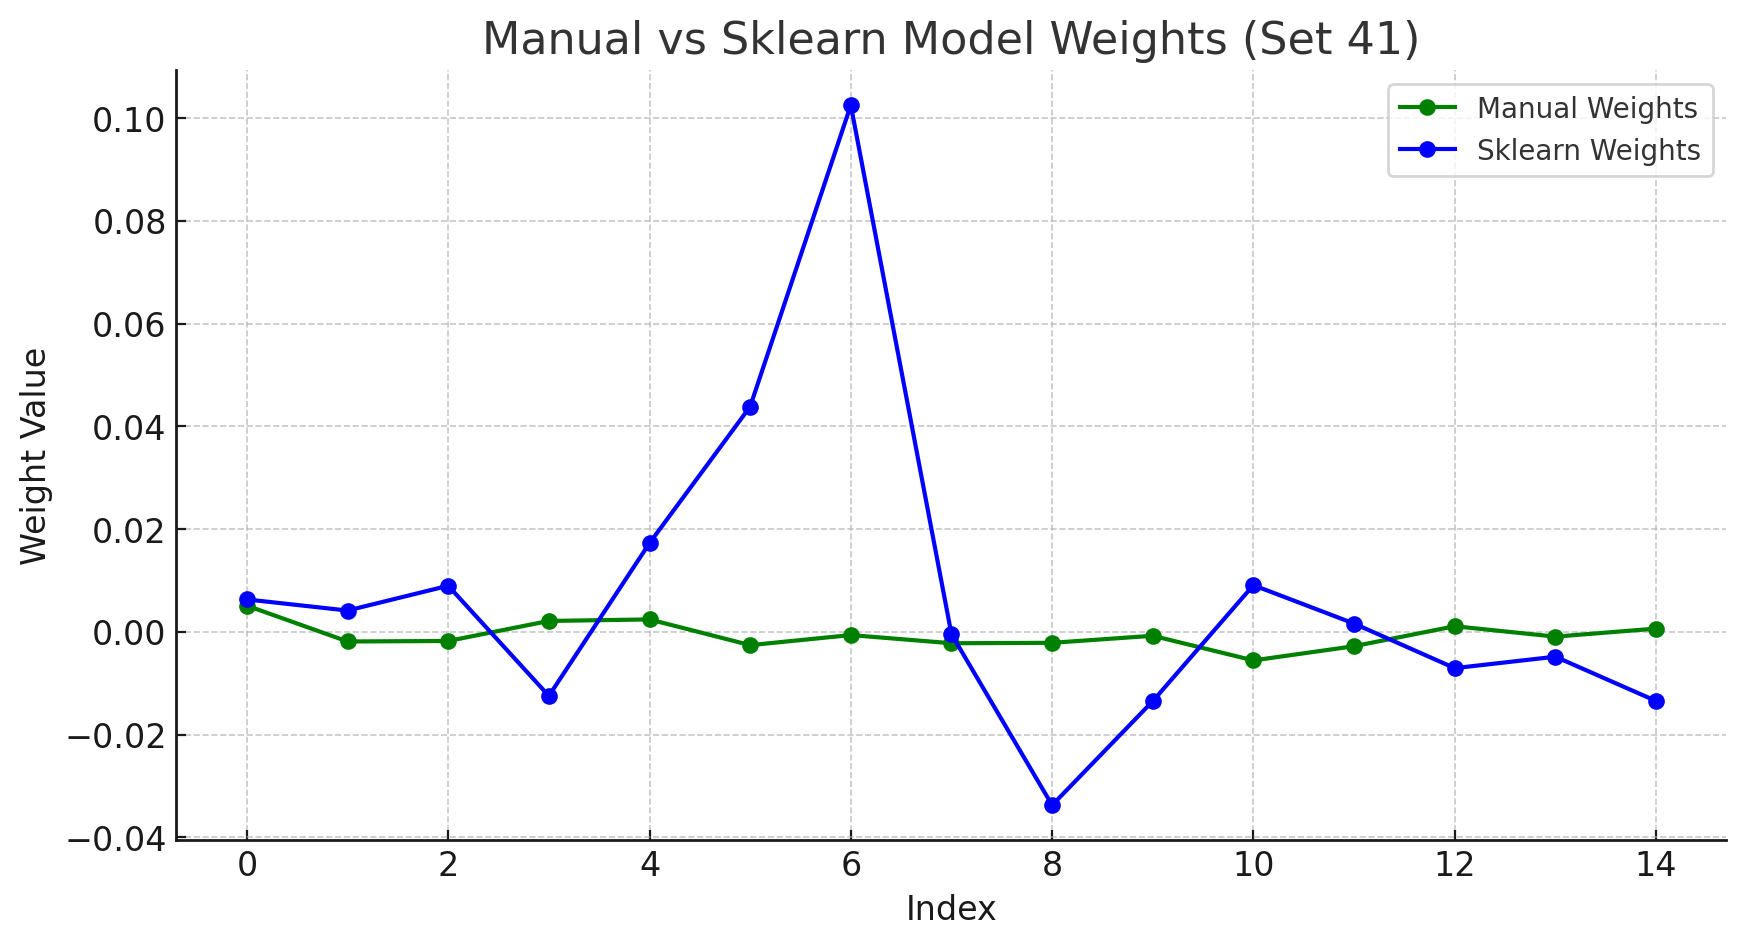 Manual vs Sklearn Model Weights (Set 41)
Manual Weights
Sklearn Weights
Weight Value
0.10
0.08
0.06
0.04
0.02
0.00
−0.02
−0.04
0 2 4 6 8 10 12 14
Index